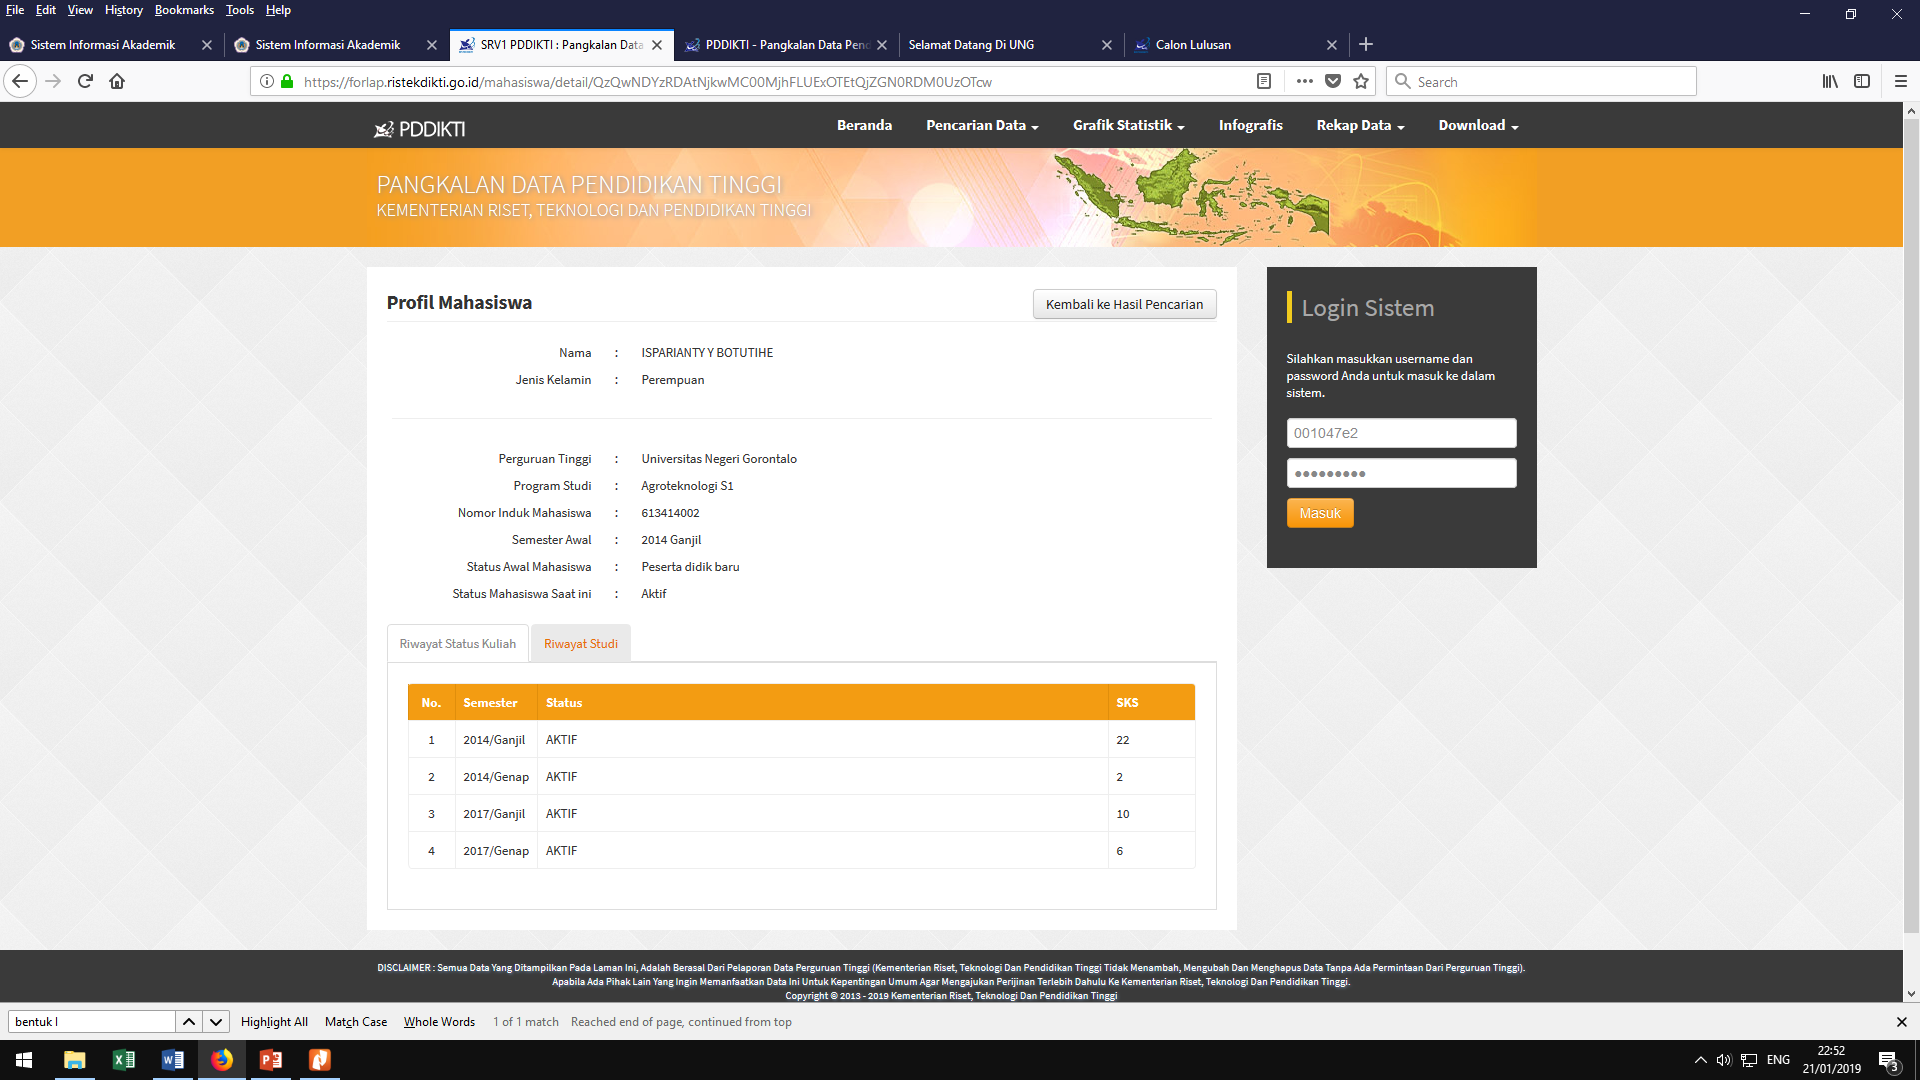 File Edit View History Bookmarks Tools Help
Sistem Informasi Akademik
Sistem Informasi Akademik
SRV1 PDDIKTI : Pangkalan Data
PDDIKTI - Pangkalan Data Pend
Selamat Datang Di UNG
Calon Lulusan
https://forlap.ristekdikti.go.id/mahasiswa/detail/QzQwNDYzRDAtNjkwMC00MjhFLUExOTEtQjZGN0RDM0UzOTcw
Search
PDDIKTI
Beranda Pencarian Data Grafik Statistik Infografis Rekap Data Download
PANGKALAN DATA PENDIDIKAN TINGGI
KEMENTERIAN RISET, TEKNOLOGI DAN PENDIDIKAN TINGGI
Profil Mahasiswa
Kembali ke Hasil Pencarian
Nama : ISPARIANTY Y BOTUTIHE
Jenis Kelamin : Perempuan
Perguruan Tinggi : Universitas Negeri Gorontalo
Program Studi : Agroteknologi S1
Nomor Induk Mahasiswa : 613414002
Semester Awal : 2014 Ganjil
Status Awal Mahasiswa : Peserta didik baru
Status Mahasiswa Saat ini : Aktif
Riwayat Status Kuliah Riwayat Studi
No. Semester Status SKS
1 2014/Ganjil AKTIF 22
2 2014/Genap AKTIF 2
3 2017/Ganjil AKTIF 10
4 2017/Genap AKTIF 6
Login Sistem
Silahkan masukkan username dan
password Anda untuk masuk ke dalam
sistem.
001047e2
•••••••••
Masuk
DISCLAIMER : Semua Data Yang Ditampilkan Pada Laman Ini, Adalah Berasal Dari Pelaporan Data Perguruan Tinggi (Kementerian Riset, Teknologi Dan Pendidikan Tinggi Tidak Menambah, Mengubah Dan Menghapus Data Tanpa Ada Permintaan Dari Perguruan Tinggi).
Apabila Ada Pihak Lain Yang Ingin Memanfaatkan Data Ini Untuk Kepentingan Umum Agar Mengajukan Perijinan Terlebih Dahulu Ke Kementerian Riset, Teknologi Dan Pendidikan Tinggi.
Copyright © 2013 - 2019 Kementerian Riset, Teknologi Dan Pendidikan Tinggi
bentuk l
Highlight All Match Case Whole Words 1 of 1 match Reached end of page, continued from top
ENG
22:52
21/01/2019
3